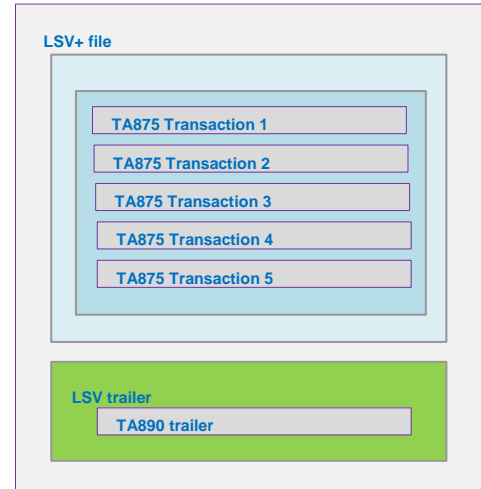 LSV+ file
TA875 Transaction 1
TA875 Transaction 2
TA875 Transaction 3
TA875 Transaction 4
TA875 Transaction 5
LSV trailer
TA890 trailer